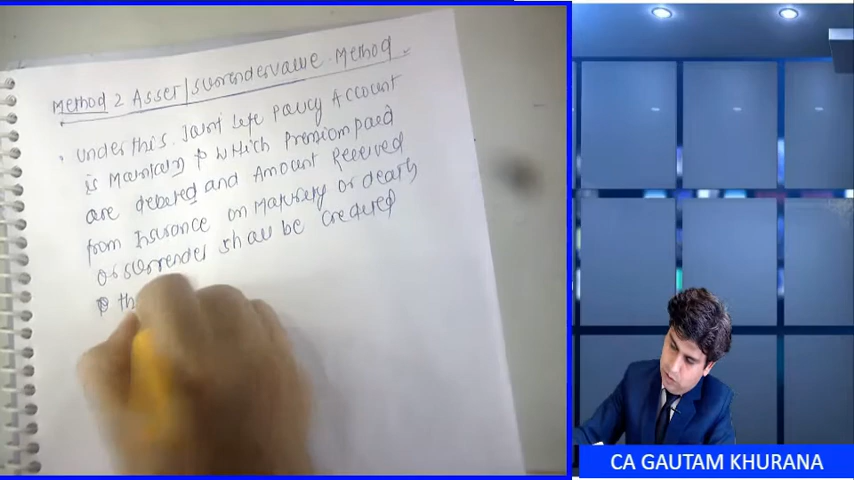 Method 2 Asset/Surrender value Method
• Under this Joint Life Policy Account
is Maintain & which Premium paid
are debited and Amount Received
from Insurance on Maturity or death
or surrender shall be credited
th
CA GAUTAM KHURANA